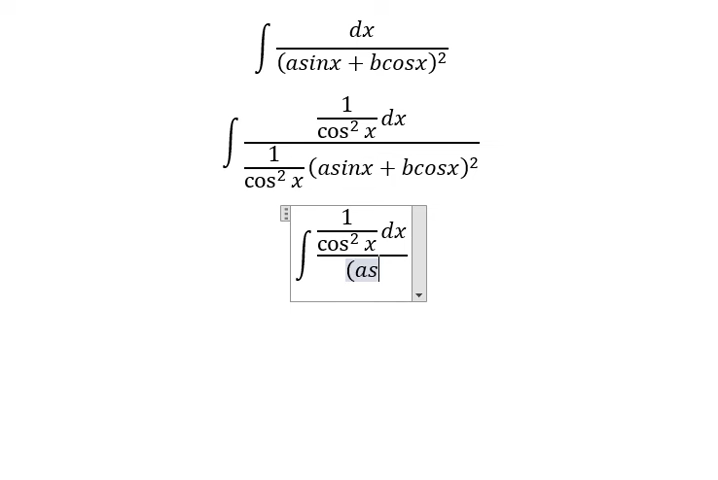 ∫ dx / (asinx + bcosx)²
∫ 1/cos² x dx / 1/cos² x (asinx + bcosx)²
∫ 1/cos² x dx / (as